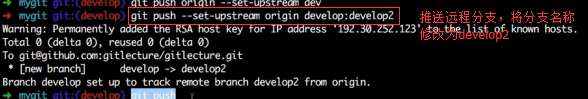 → mygit git:(develop) git push origin --set-upstream dev
→ mygit git:(develop) git push --set-upstream origin develop:develop2
推送远程分支，将分支名称
修改为develop2
Warning: Permanently added the RSA host key for IP address '192.30.252.123' to the list of known hosts.
Total 0 (delta 0), reused 0 (delta 0)
To git@github.com:gitlecture/gitlecture.git
* [new branch] develop -> develop2
Branch develop set up to track remote branch develop2 from origin.
→ mygit git:(develop) git push